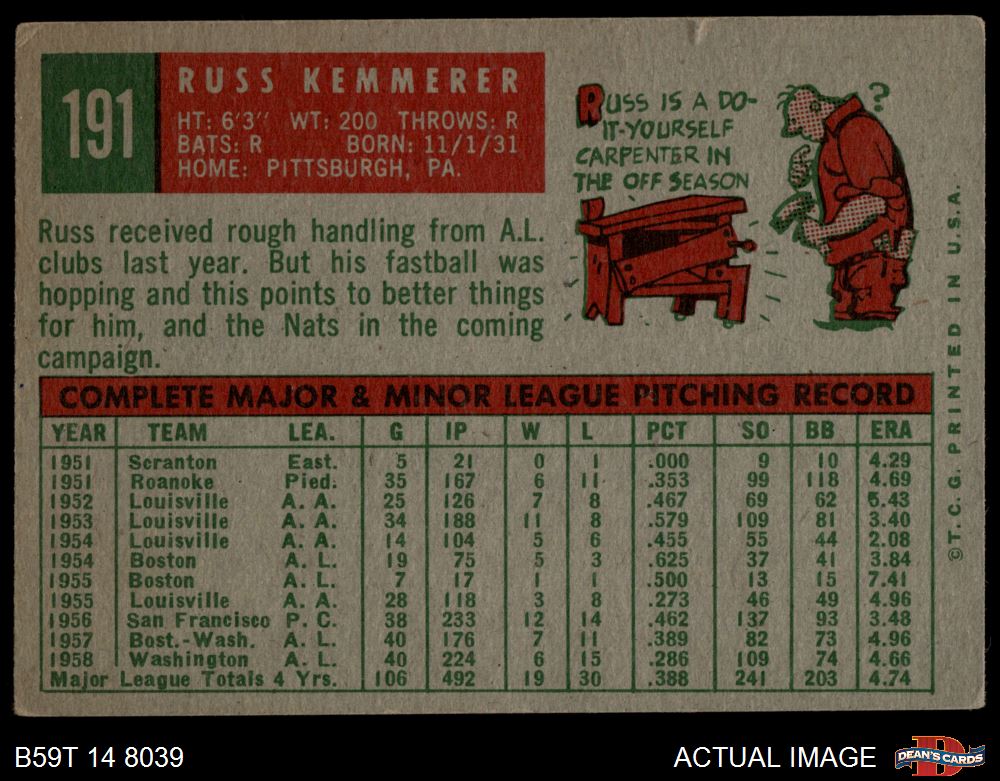 191
RUSS KEMMERER
HT: 6'3" WT: 200 THROWS: R
BATS: R BORN: 11/1/31
HOME: PITTSBURGH, PA.
RUSS IS A DO-
IT-YOURSELF
CARPENTER IN
THE OFF SEASON
?
Russ received rough handling from A.L.
clubs last year. But his fastball was
hopping and this points to better things
for him, and the Nats in the coming
campaign.
COMPLETE MAJOR & MINOR LEAGUE PITCHING RECORD
YEAR TEAM LEA. G IP W L PCT SO BB ERA
1951 Scranton East. 5 21 0 1 .000 9 10 4.29
1951 Roanoke Pied. 35 167 6 11 .353 99 118 4.69
1952 Louisville A. A. 25 126 7 8 .467 69 62 5.43
1953 Louisville A. A. 34 188 11 8 .579 109 81 3.40
1954 Louisville A. A. 14 104 5 6 .455 55 44 2.08
1954 Boston A. L. 19 75 5 3 .625 37 41 3.84
1955 Boston A. L. 7 17 1 1 .500 13 15 7.41
1955 Louisville A. A. 28 118 3 8 .273 46 49 4.96
1956 San Francisco P. C. 38 233 12 14 .462 137 93 3.48
1957 Bost.-Wash. A. L. 40 176 7 11 .389 82 73 4.96
1958 Washington A. L. 40 224 6 15 .286 109 74 4.66
Major League Totals 4 Yrs. 106 492 19 30 .388 241 203 4.74
©T. C. G. PRINTED IN U.S.A.
B59T 14 8039
ACTUAL IMAGE
D
DEAN'S CARDS